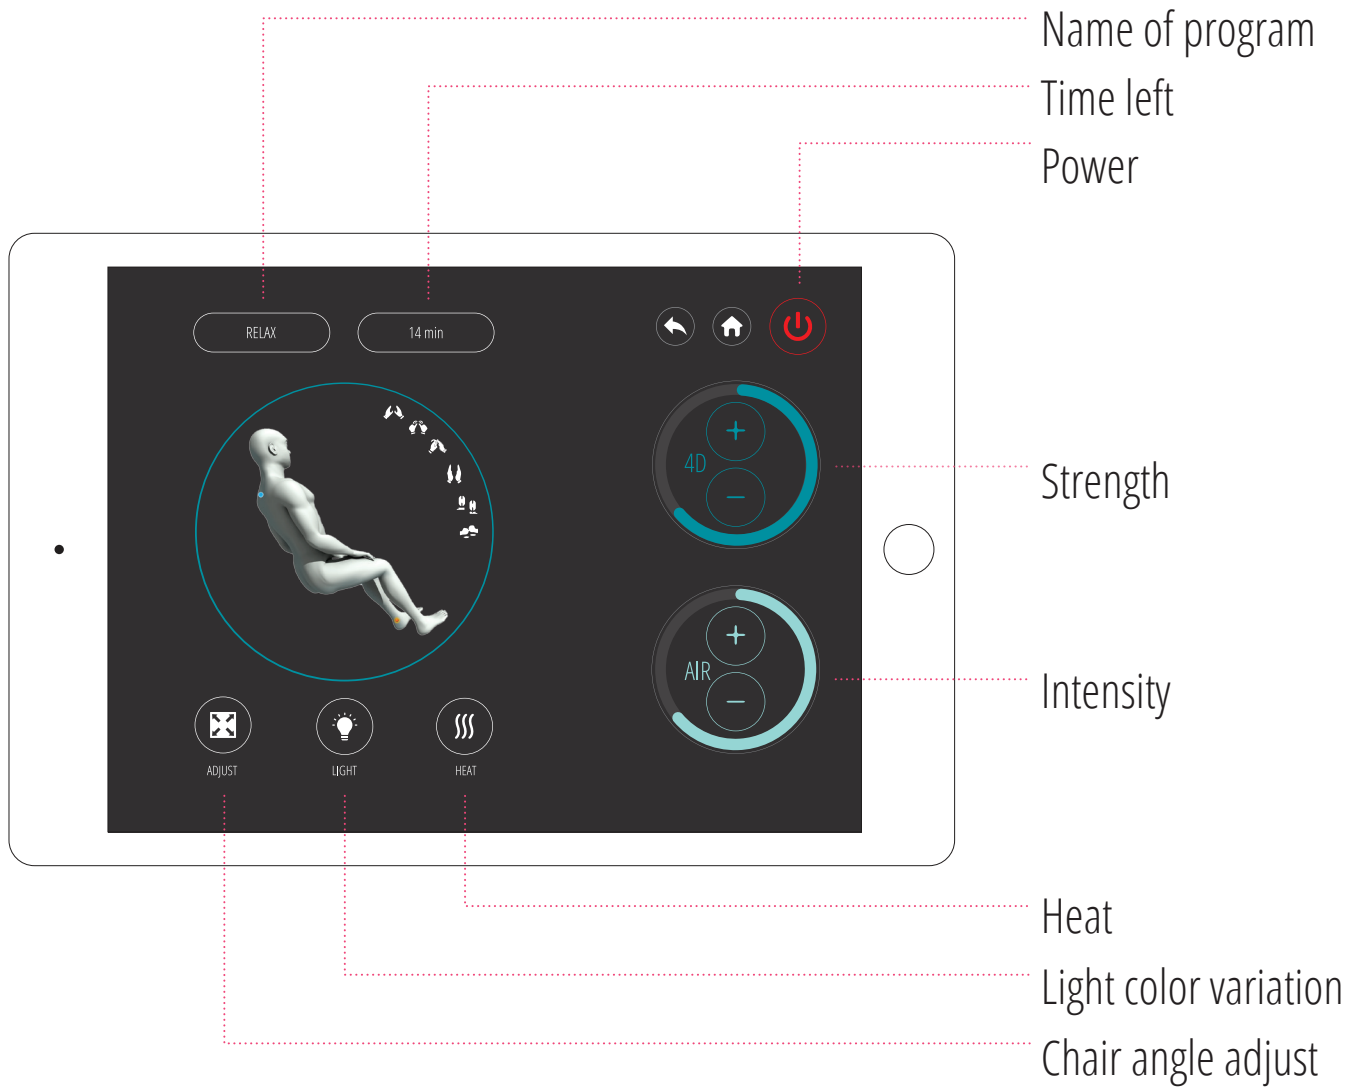 Name of program
Time left
Power
RELAX
14 min
4D
Strength
AIR
Intensity
ADJUST
LIGHT
HEAT
Heat
Light color variation
Chair angle adjust